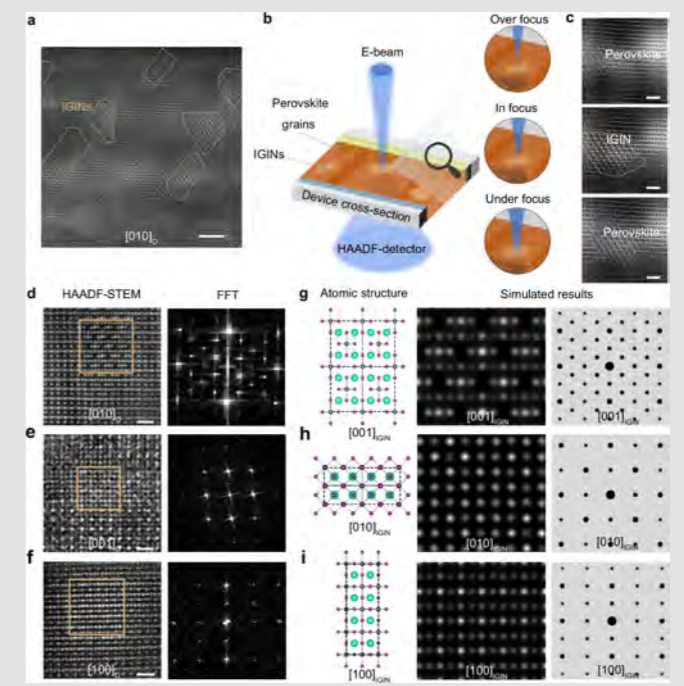 a
IGINs
[010]O
b
E-beam
Perovskite
grains
IGINs
Device cross-section
HAADF-detector
Over focus
In focus
Under focus
c
Perovskite
IGIN
Perovskite
d
HAADF-STEM
FFT
g
Atomic structure
Simulated results
[010]O
[001]IGIN
[001]IGIN
[001]IGIN
e
h
[001]
[010]IGIN
[010]IGIN
[010]IGIN
f
i
[100]O
[100]IGIN
[100]IGIN
[100]IGIN